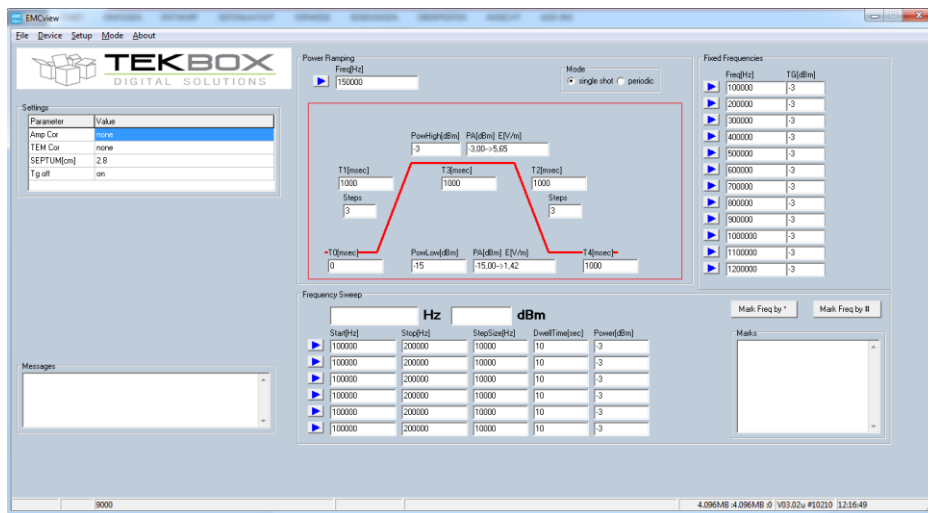 EMCview
File Device Setup Mode About
TEKBOX
DIGITAL SOLUTIONS
Settings
Parameter Value
Amp Cor none
TEM Cor none
SEPTUM[cm] 2.8
Tg off on
Messages
Power Ramping
Freq[Hz]
150000
Mode
single shot periodic
PowHigh[dBm] PA[dBm] E[V/m]
-3 -3,00->5,65
T1[msec] T3[msec] T2[msec]
1000 1000 1000
Steps Steps
3 3
T0[msec] PowLow[dBm] PA[dBm] E[V/m] T4[msec]
0 -15 -15,00->1,42 1000
Fixed Frequencies
Freq[Hz] TG[dBm]
100000 -3
200000 -3
300000 -3
400000 -3
500000 -3
600000 -3
700000 -3
800000 -3
900000 -3
1000000 -3
1100000 -3
1200000 -3
Frequency Sweep
Hz dBm
Start[Hz] Stop[Hz] StepSize[Hz] DwellTime[sec] Power[dBm]
100000 200000 10000 10 -3
100000 200000 10000 10 -3
100000 200000 10000 10 -3
100000 200000 10000 10 -3
100000 200000 10000 10 -3
100000 200000 10000 10 -3
Mark Freq by * Mark Freq by #
Marks
9000 4.096MB :4.096MB :0 V03.02u #10210 12:16:49